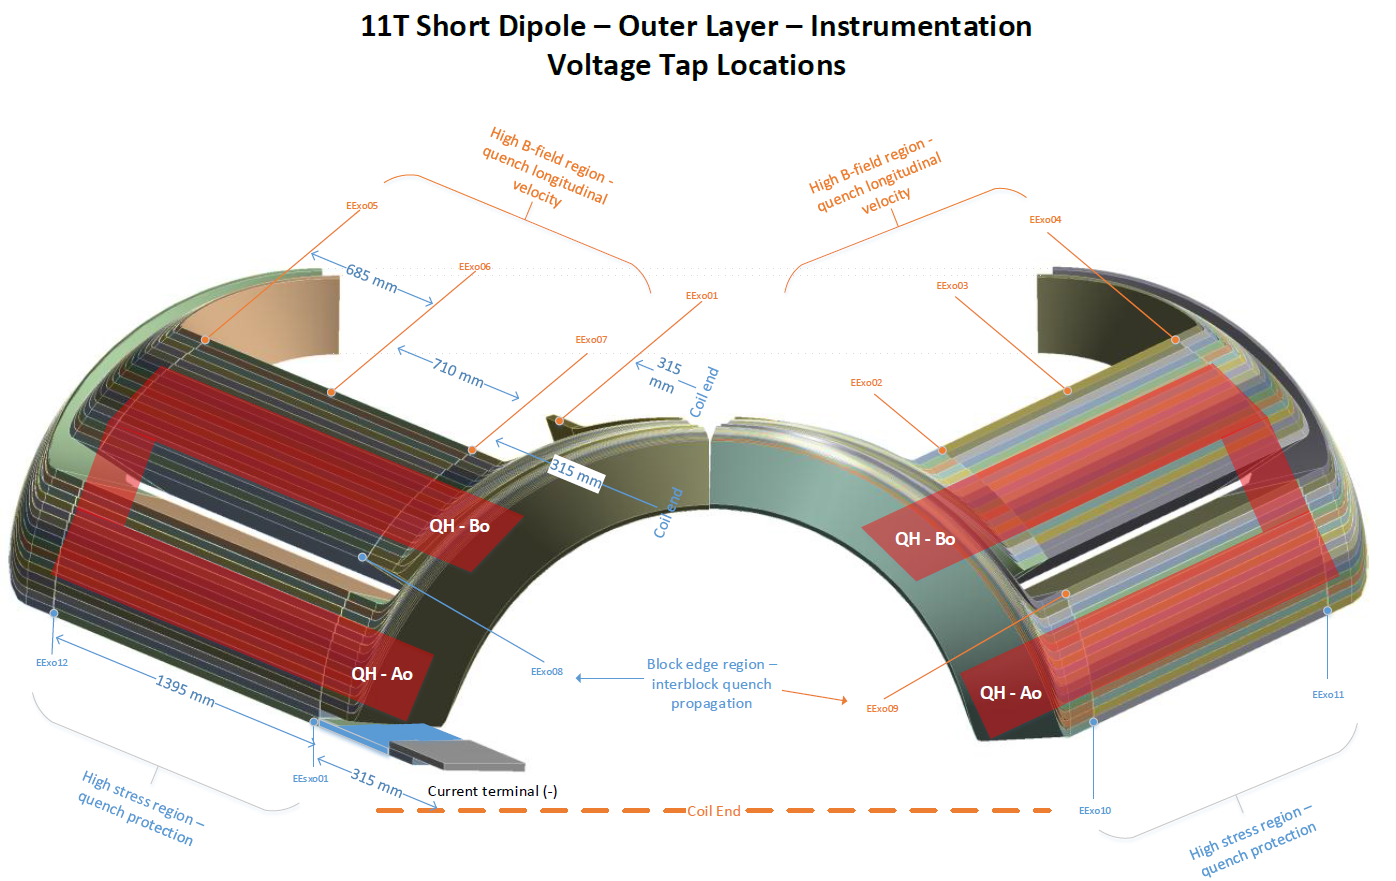 11T Short Dipole – Outer Layer – Instrumentation
Voltage Tap Locations
High B-field region -
quench longitudinal
velocity
High B-field region -
quench longitudinal
velocity
EExo05
EExo04
EExo06
685 mm
EExo03
EExo01
EExo07
710 mm
315
mm
Coil end
EExo02
315 mm
Coil end
QH - Bo
QH - Bo
EExo12
EExo08
Block edge region –
interblock quench
propagation
QH - Ao
QH - Ao
EExo09
EExo11
1395 mm
EEsxo01
315 mm
Current terminal (-)
Coil End
EExo10
High stress region –
quench protection
High stress region –
quench protection